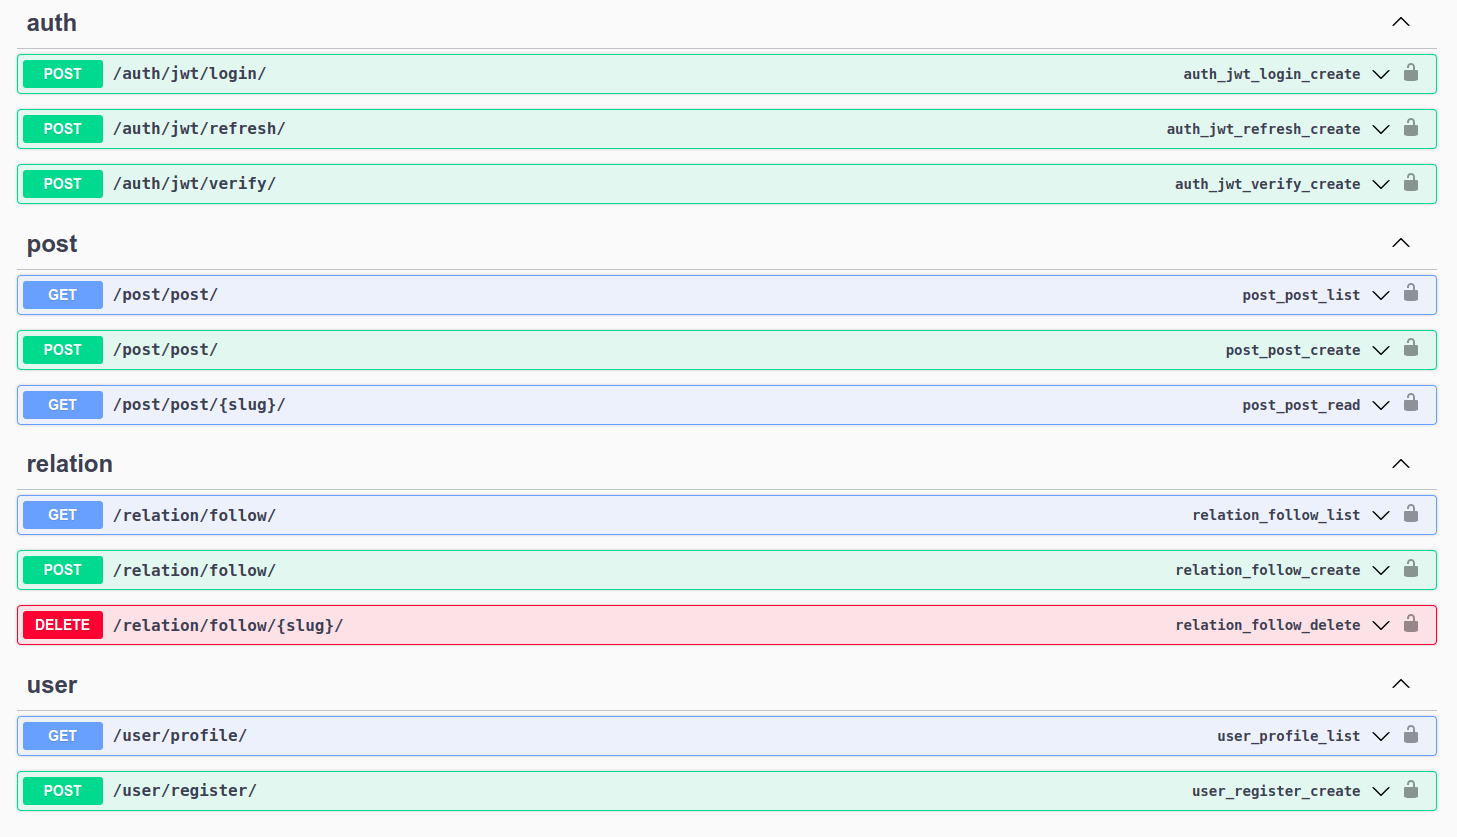 auth
POST /auth/jwt/login/ auth_jwt_login_create
POST /auth/jwt/refresh/ auth_jwt_refresh_create
POST /auth/jwt/verify/ auth_jwt_verify_create
post
GET /post/post/ post_post_list
POST /post/post/ post_post_create
GET /post/post/{slug}/ post_post_read
relation
GET /relation/follow/ relation_follow_list
POST /relation/follow/ relation_follow_create
DELETE /relation/follow/{slug}/ relation_follow_delete
user
GET /user/profile/ user_profile_list
POST /user/register/ user_register_create